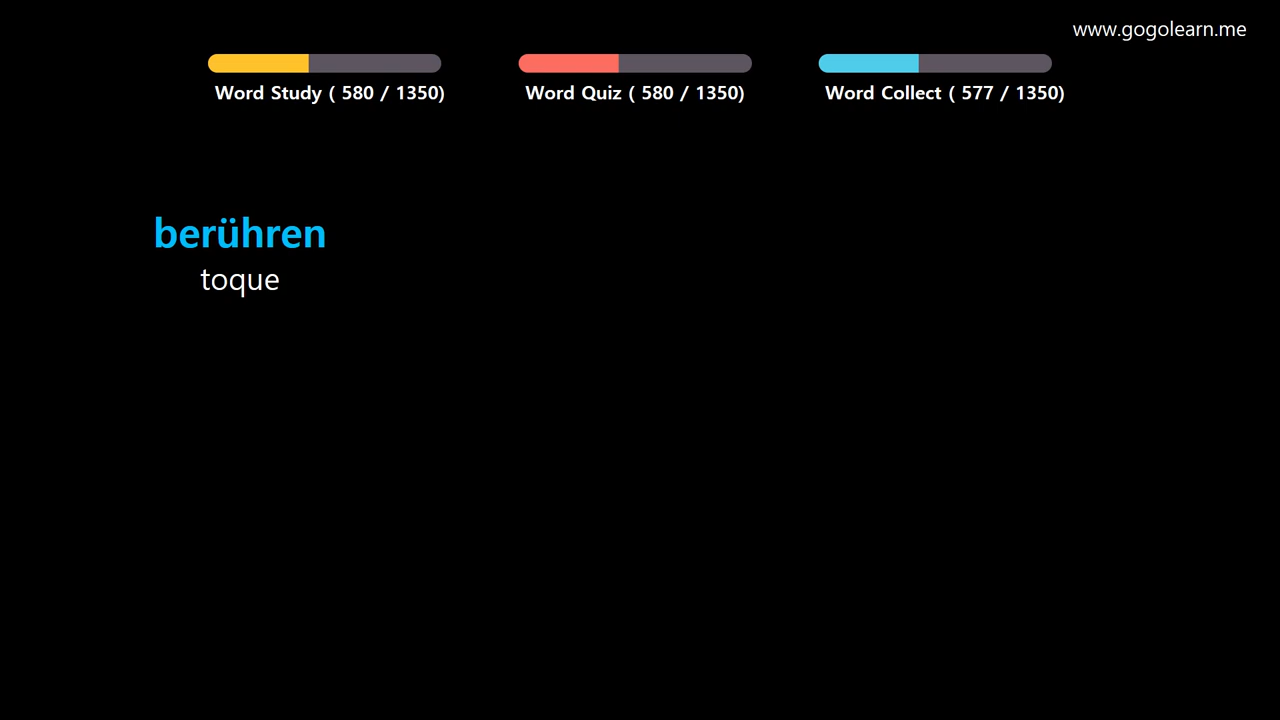 www.gogolearn.me
Word Study ( 580 / 1350)
Word Quiz ( 580 / 1350)
Word Collect ( 577 / 1350)
berühren
toque